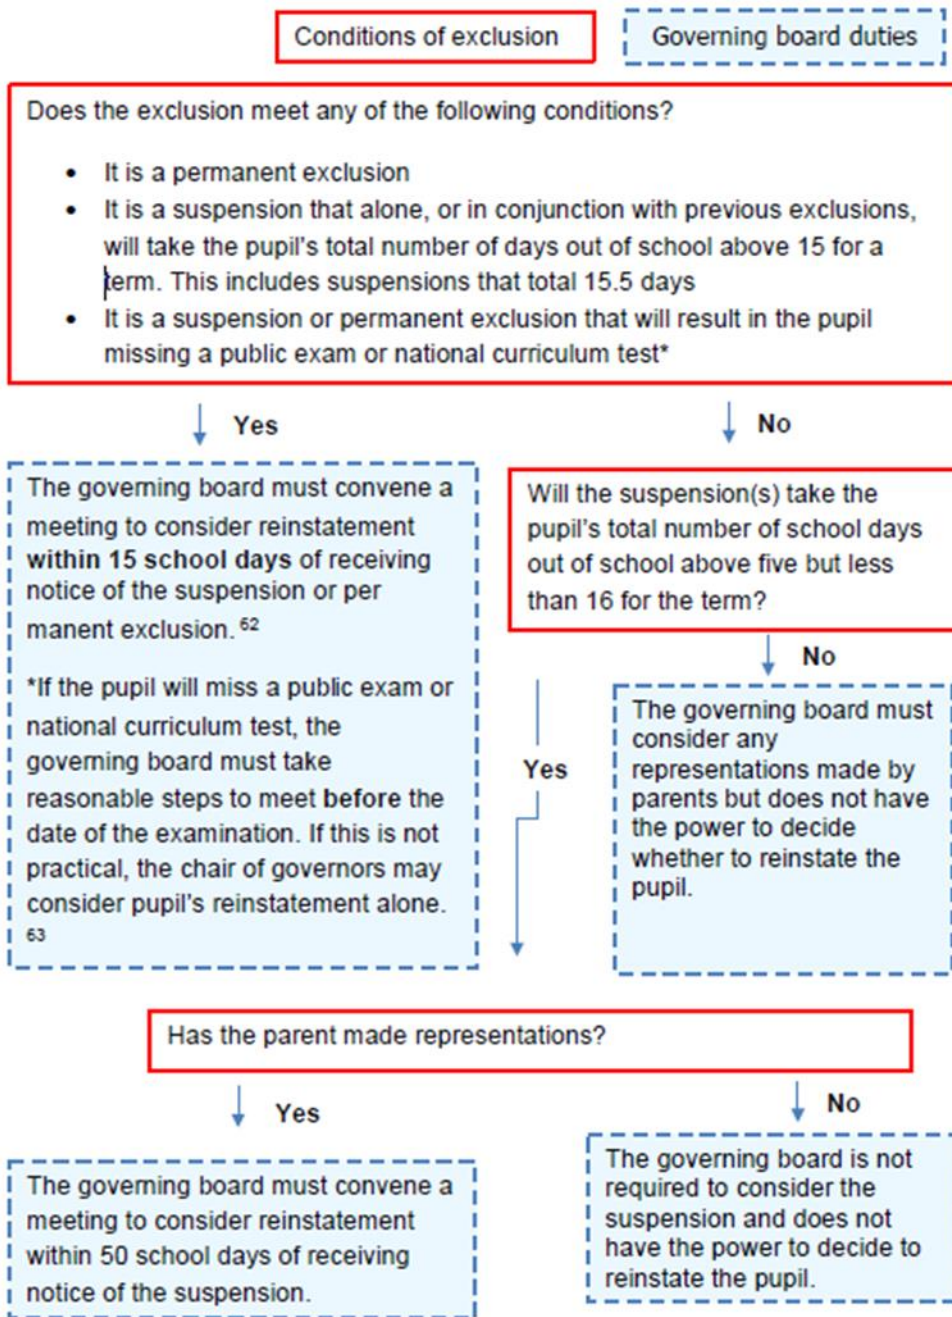 Conditions of exclusion
Governing board duties
Does the exclusion meet any of the following conditions?
• It is a permanent exclusion
• It is a suspension that alone, or in conjunction with previous exclusions,
will take the pupil's total number of days out of school above 15 for a
term. This includes suspensions that total 15.5 days
• It is a suspension or permanent exclusion that will result in the pupil
missing a public exam or national curriculum test*
Yes
No
The governing board must convene a
meeting to consider reinstatement
within 15 school days of receiving
notice of the suspension or per
manent exclusion. 62
*If the pupil will miss a public exam or
national curriculum test, the
governing board must take
reasonable steps to meet before the
date of the examination. If this is not
practical, the chair of governors may
consider pupil's reinstatement alone.
63
Will the suspension(s) take the
pupil's total number of school days
out of school above five but less
than 16 for the term?
Yes
No
The governing board must
consider any
representations made by
parents but does not have
the power to decide
whether to reinstate the
pupil.
Has the parent made representations?
Yes
No
The governing board must convene a
meeting to consider reinstatement
within 50 school days of receiving
notice of the suspension.
The governing board is not
required to consider the
suspension and does not
have the power to decide to
reinstate the pupil.